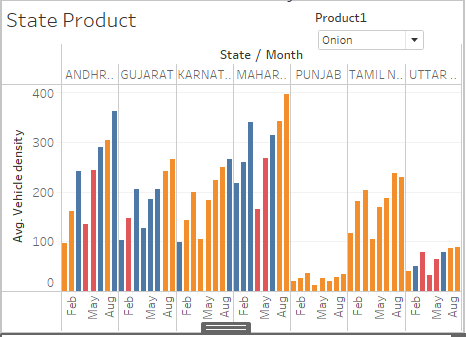 State Product
Product1
Onion
State / Month
ANDHR.. GUJARAT KARNAT.. MAHAR.. PUNJAB TAMIL N.. UTTAR ..
Avg. Vehicle density
400
300
200
100
0
Feb May Aug Feb May Aug Feb May Aug Feb May Aug Feb May Aug Feb May Aug Feb May Aug